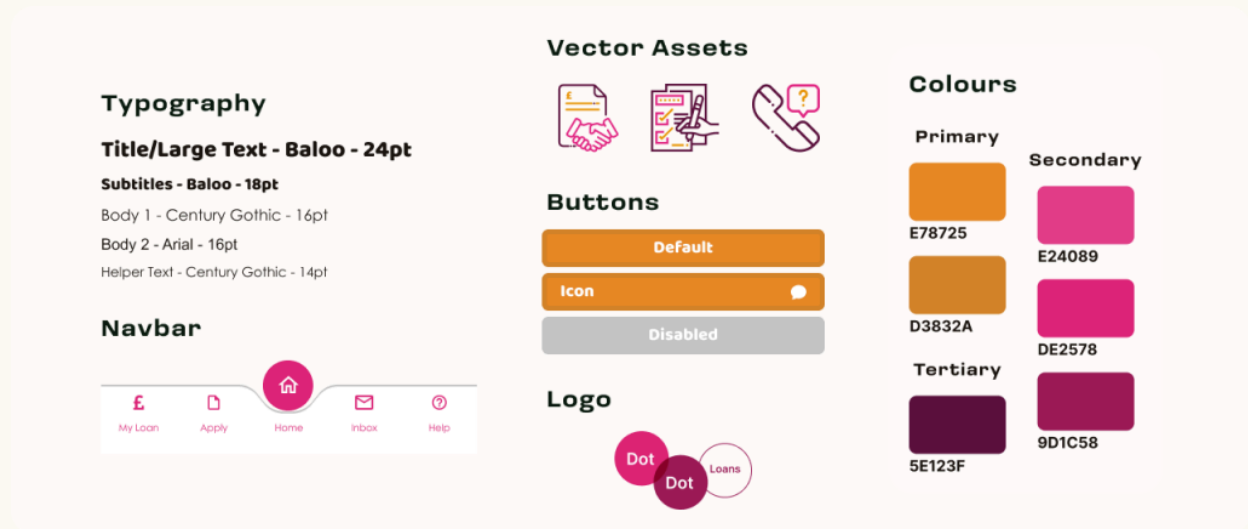 Typography
Title/Large Text - Baloo - 24pt
Subtitles - Baloo - 18pt
Body 1 - Century Gothic - 16pt
Body 2 - Arial - 16pt
Helper Text - Century Gothic - 14pt
Navbar
£
My Loan
Apply
Home
Inbox
?
Help
Vector Assets
£
?
Buttons
Default
Icon
Disabled
Logo
Dot
Dot
Loans
Colours
Primary
E78725
D3832A
Secondary
E24089
DE2578
9D1C58
Tertiary
5E123F